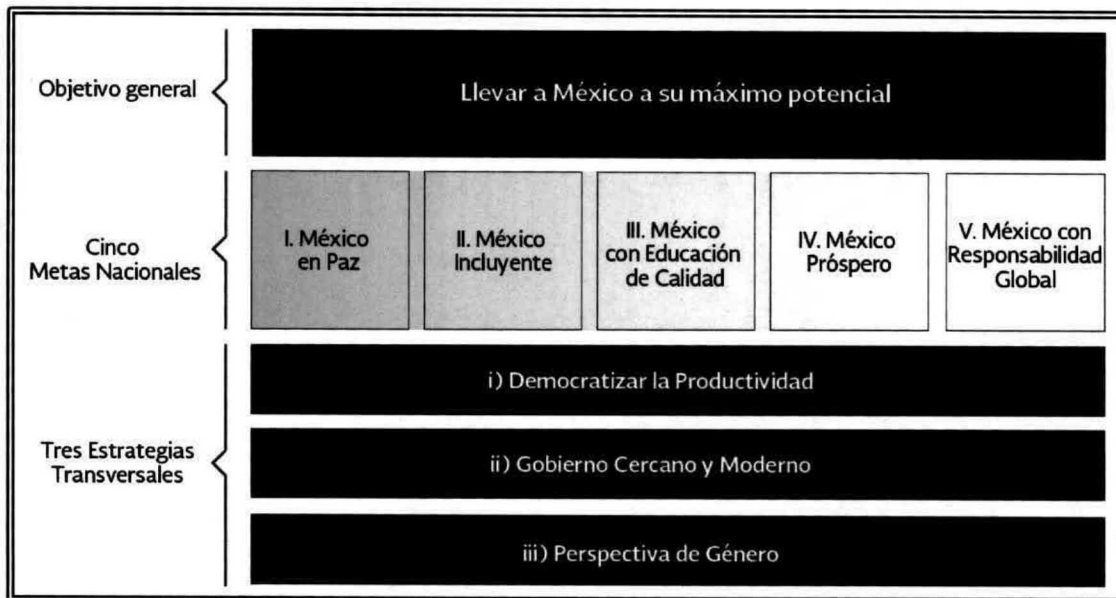 Objetivo general
Llevar a México a su máximo potencial
Cinco
Metas Nacionales
I. México
en Paz
II. México
Incluyente
III. México
con Educación
de Calidad
IV. México
Próspero
V. México con
Responsabilidad
Global
Tres Estrategias
Transversales
i) Democratizar la Productividad
ii) Gobierno Cercano y Moderno
iii) Perspectiva de Género